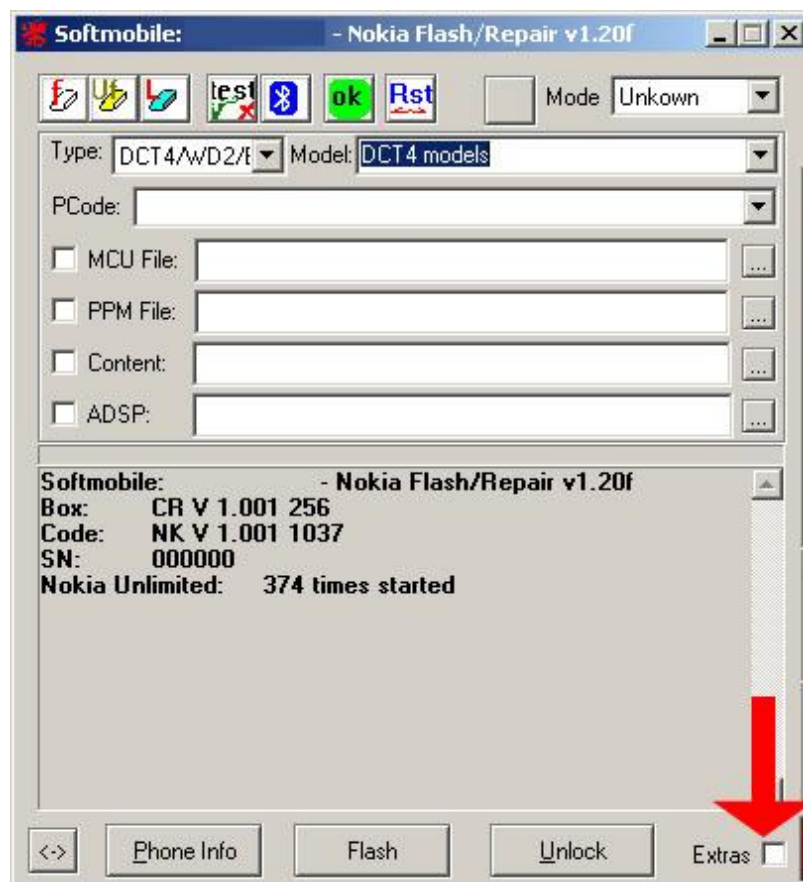 Softmobile: - Nokia Flash/Repair v1.20f
f Uf L test ok Rst Mode Unkown
Type: DCT4/WD2/ Model: DCT4 models
PCode:
MCU File: ...
PPM File: ...
Content: ...
ADSP: ...
Softmobile: - Nokia Flash/Repair v1.20f
Box: CR V 1.001 256
Code: NK V 1.001 1037
SN: 000000
Nokia Unlimited: 374 times started
<-> Phone Info Flash Unlock Extras